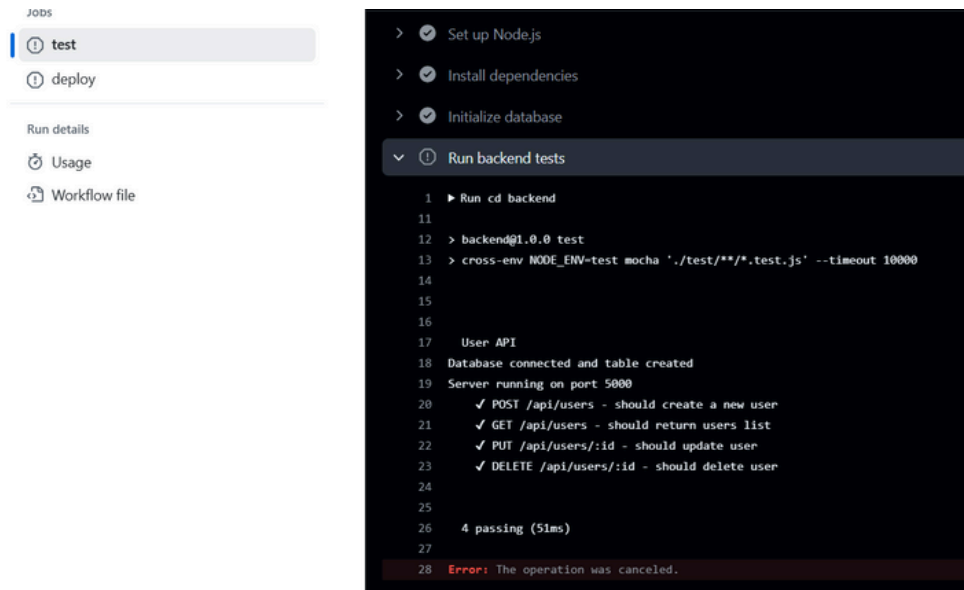 Jobs
test
deploy
Run details
Usage
Workflow file
Set up Node.js
Install dependencies
Initialize database
Run backend tests
1 ▶ Run cd backend
11
12 > backend@1.0.0 test
13 > cross-env NODE_ENV=test mocha './test/**/*.test.js' --timeout 10000
14
15
16
17 User API
18 Database connected and table created
19 Server running on port 5000
20 ✓ POST /api/users - should create a new user
21 ✓ GET /api/users - should return users list
22 ✓ PUT /api/users/:id - should update user
23 ✓ DELETE /api/users/:id - should delete user
24
25
26 4 passing (51ms)
27
28 Error: The operation was canceled.